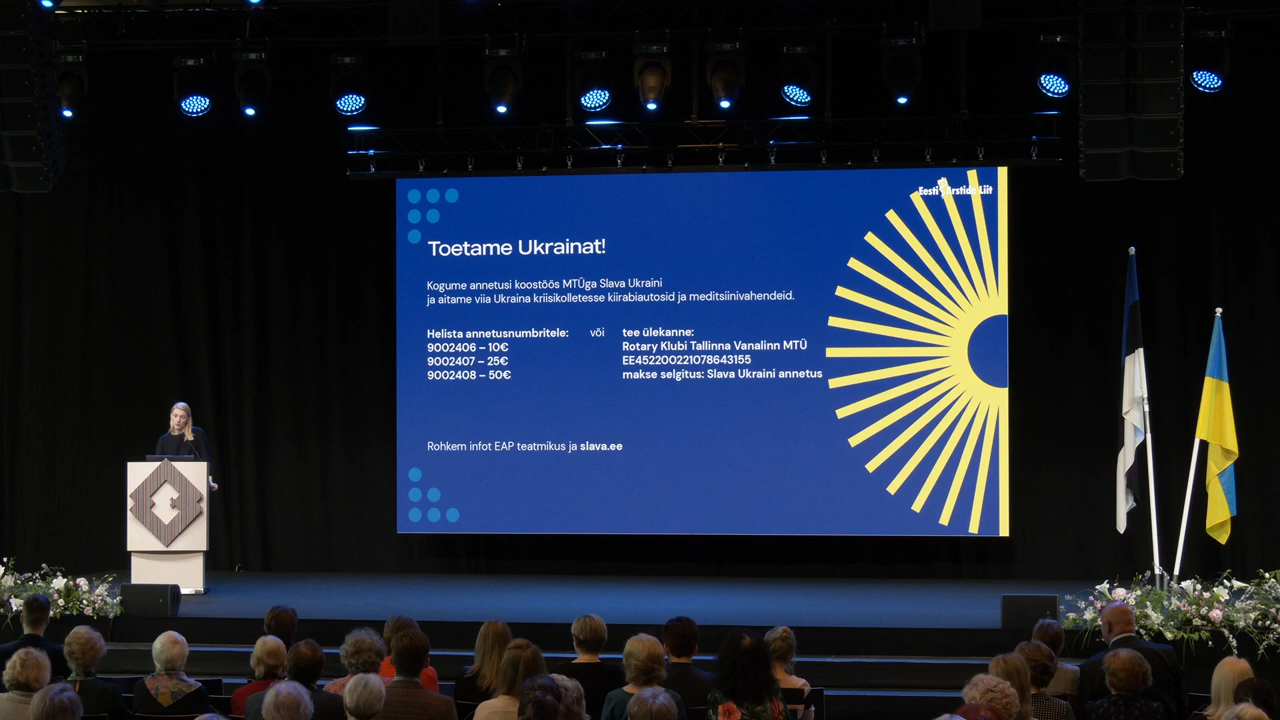 Eesti Arstide Liit
Toetame Ukrainat!
Kogume annetusi koostöös MTÜga Slava Ukraini
ja aitame viia Ukraina kriisikolletesse kiirabiautosid ja meditsiinivahendeid.
Helista annetusnumbritele: või tee ülekanne:
9002406 – 10€ Rotary Klubi Tallinna Vanalinn MTÜ
9002407 – 25€ EE452200221078643155
9002408 – 50€ makse selgitus: Slava Ukraini annetus
Rohkem infot EAP teatmikus ja slava.ee